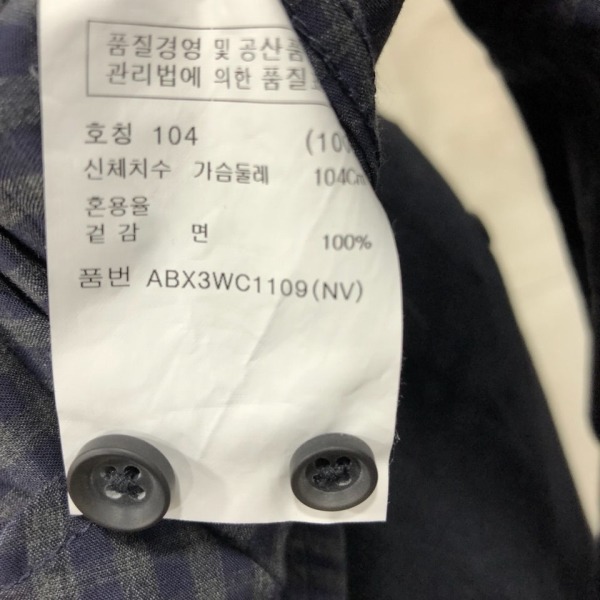 품질경영 및 공산품
관리법에 의한 품질
호칭 104
신체치수 가슴둘레 104Cm
혼용율
겉감 면 100%
품번 ABX3WC1109(NV)